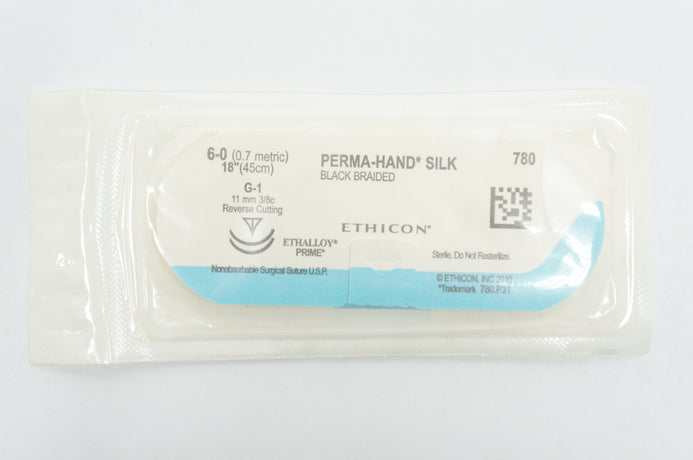 6-0 (0.7 metric)
18"(45cm)
PERMA-HAND* SILK
BLACK BRAIDED
780
G-1
11 mm 3/8c
Reverse Cutting
ETHALLOY*
PRIME*
ETHICON*
Sterile, Do Not Resterilize.
Nonabsorbable Surgical Suture U.S.P.
© ETHICON, INC 2010
*Trademark 780.P31